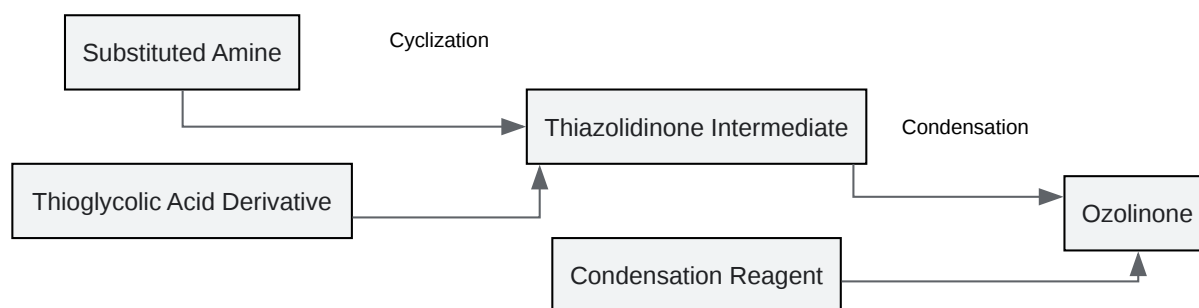 Substituted Amine
Cyclization
Thiazolidinone Intermediate
Condensation
Thioglycolic Acid Derivative
Ozolinone
Condensation Reagent